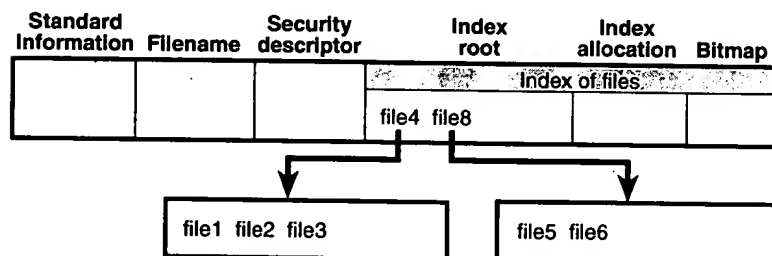 Standard Information Filename Security descriptor Index root Index allocation Bitmap
Index of files
file4 file8
file1 file2 file3 file5 file6